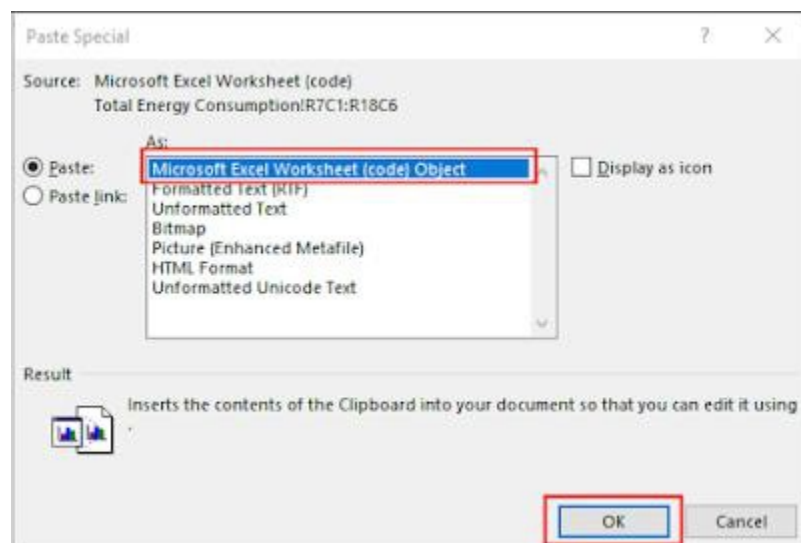 Paste Special ? ×
Source: Microsoft Excel Worksheet (code)
Total Energy Consumption!R7C1:R18C6
As:
Paste:
Paste link:
Microsoft Excel Worksheet (code) Object
Formatted Text (RTF)
Unformatted Text
Bitmap
Picture (Enhanced Metafile)
HTML Format
Unformatted Unicode Text
Display as icon
Result
Inserts the contents of the Clipboard into your document so that you can edit it using
.
OK Cancel